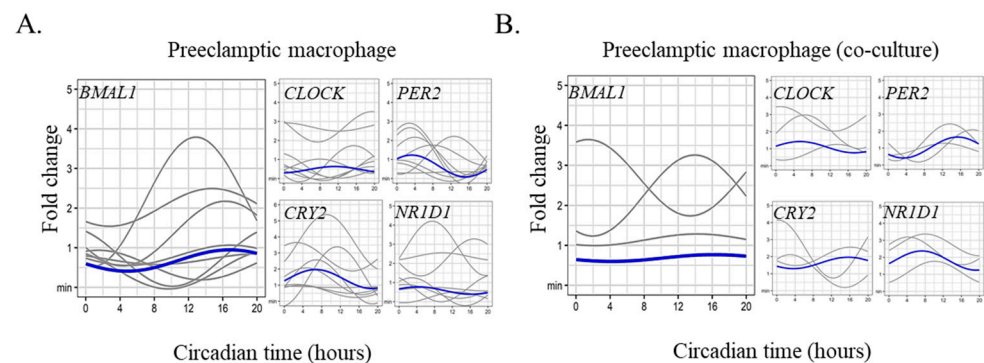 A.
Preeclamptic macrophage
BMAL1
CLOCK
PER2
CRY2
NR1D1
Fold change
5
4
3
2
1
min
0 4 8 12 16 20
Circadian time (hours)
B.
Preeclamptic macrophage (co-culture)
BMAL1
CLOCK
PER2
CRY2
NR1D1
Fold change
5
4
3
2
1
min
0 4 8 12 16 20
Circadian time (hours)